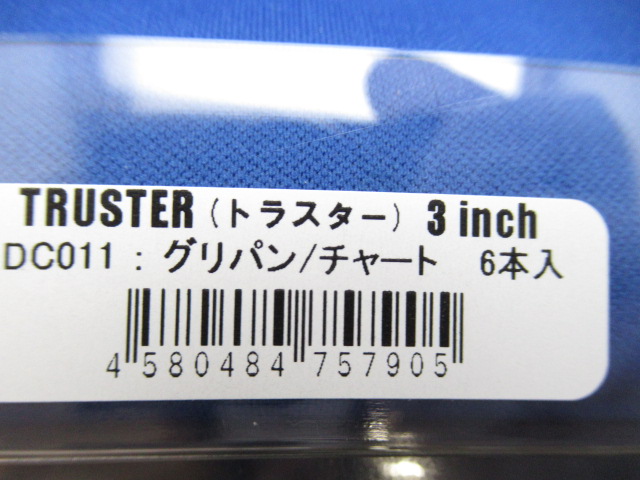 TRUSTER (トラスター) 3 inch
DC011 : グリパン/チャート 6本入
4 580484 757905